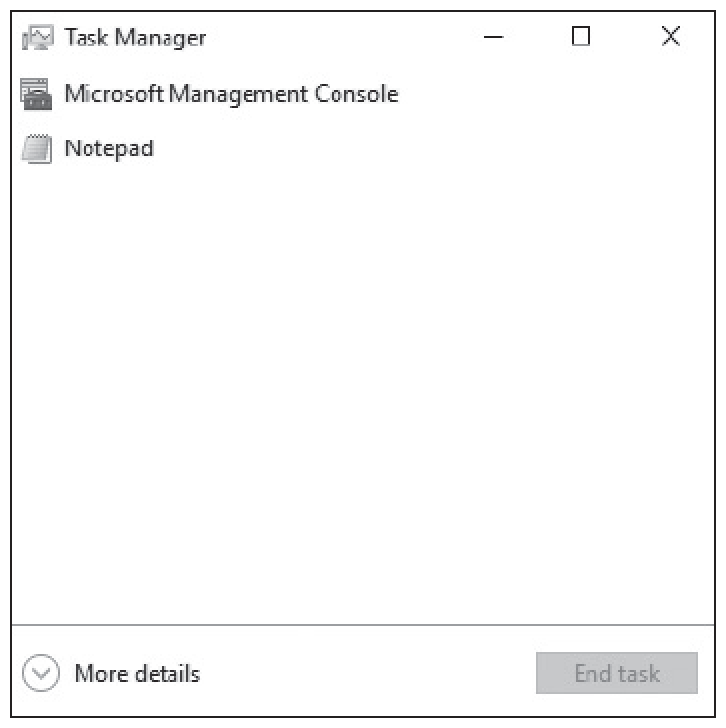 Task Manager
Microsoft Management Console
Notepad
More details
End task